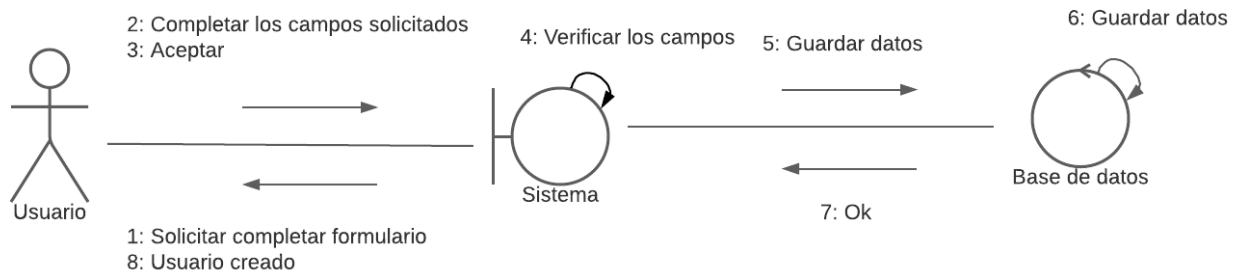 2: Completar los campos solicitados
3: Aceptar
4: Verificar los campos
5: Guardar datos
6: Guardar datos
Usuario
Sistema
Base de datos
1: Solicitar completar formulario
8: Usuario creado
7: Ok